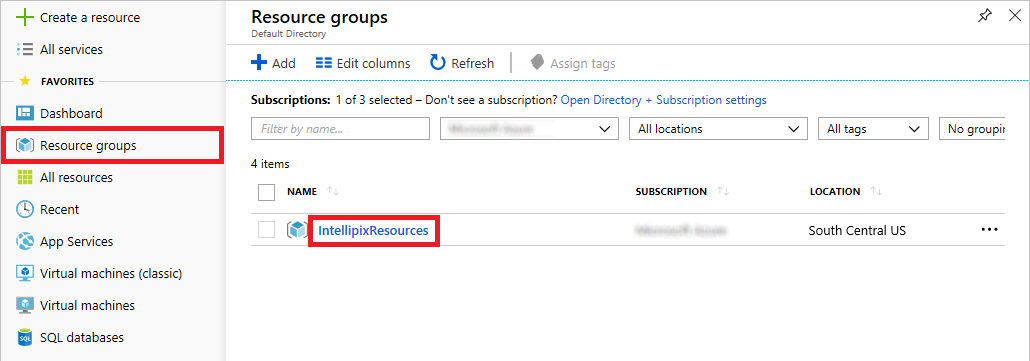 Create a resource
All services
FAVORITES
Dashboard
Resource groups
All resources
Recent
App Services
Virtual machines (classic)
Virtual machines
SQL databases
Resource groups
Default Directory
Add Edit columns Refresh Assign tags
Subscriptions: 1 of 3 selected – Don't see a subscription? Open Directory + Subscription settings
Filter by name... All locations All tags No groupin
4 items
NAME SUBSCRIPTION LOCATION
IntellipixResources South Central US